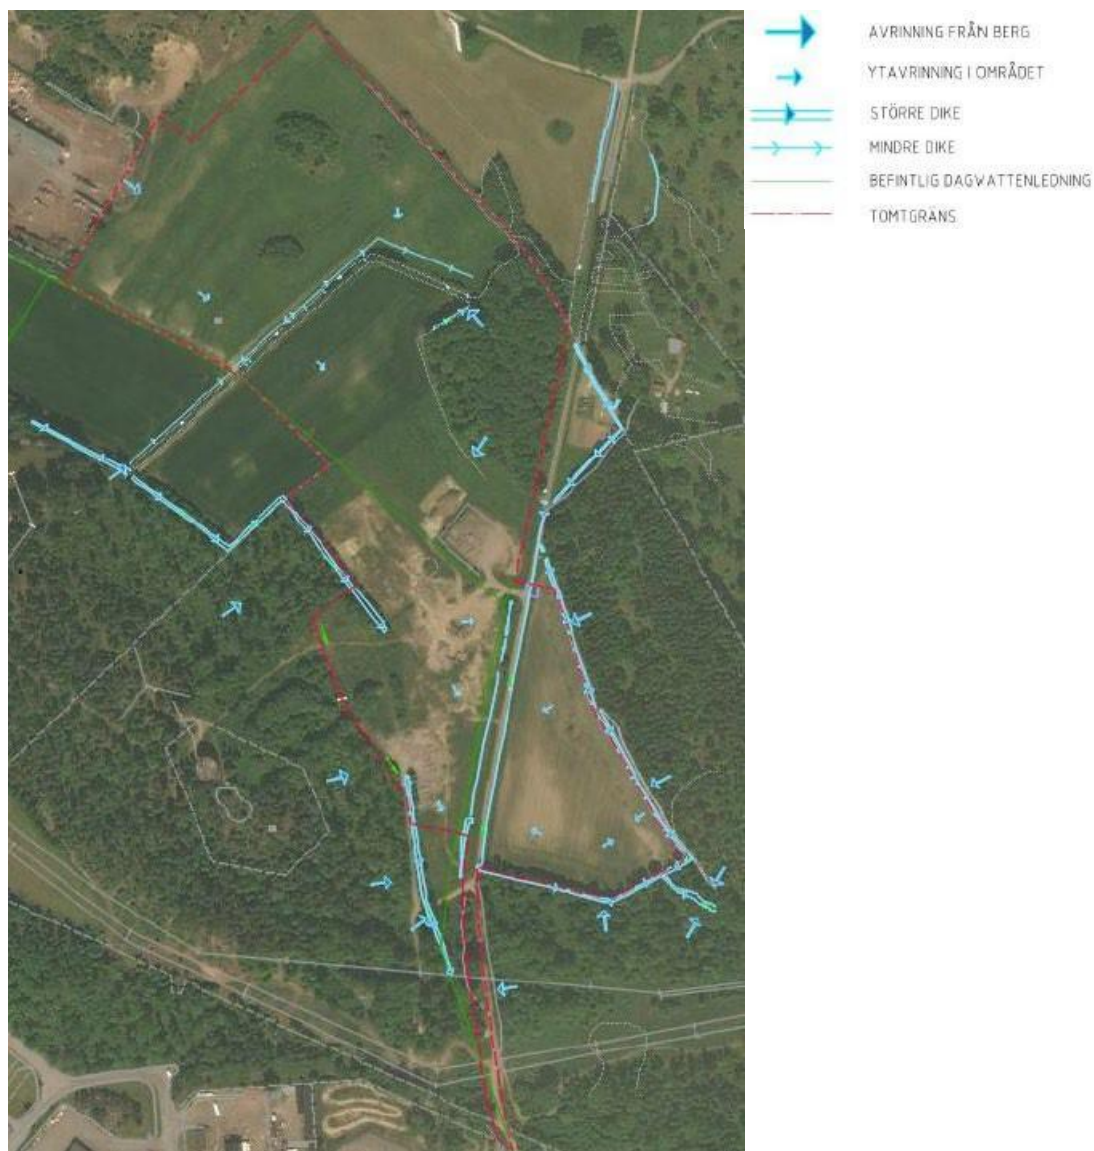 AVRINNING FRÅN BERG
YTAVRINNING I OMRÅDET
STÖRRE DIKE
MINDRE DIKE
BEFINTLIG DAGVATTENLEDNING
TOMTGRÄNS